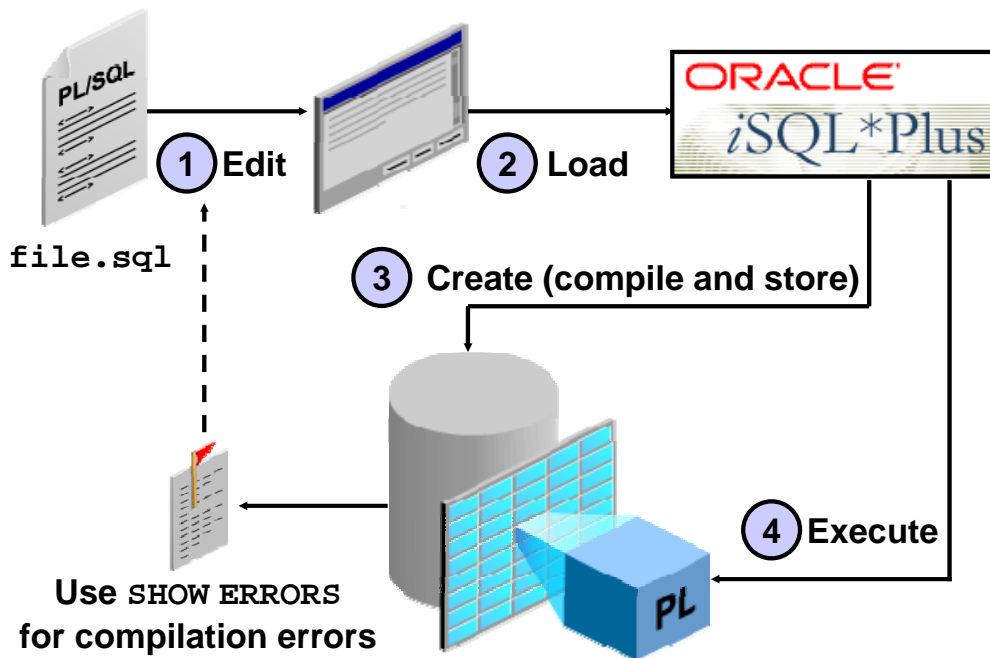 PL/SQL
ORACLE
iSQL*Plus
1 Edit
2 Load
file.sql
3 Create (compile and store)
4 Execute
PL
Use SHOW ERRORS
for compilation errors